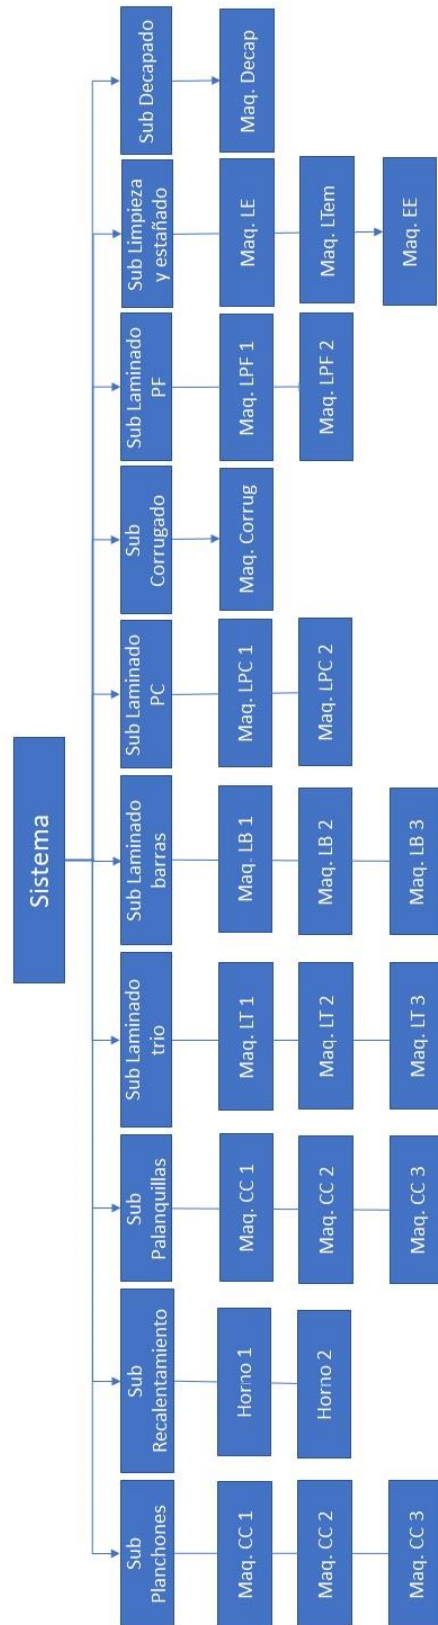 Sistema
Sub
Planchones
Sub
Recalentamiento
Sub
Palanquillas
Sub Laminado
trio
Sub Laminado
barras
Sub Laminado
PC
Sub
Corrugado
Sub Laminado
PF
Sub Limpieza
y estañado
Sub Decapado
Maq. CC 1
Horno 1
Maq. CC 1
Maq. LT 1
Maq. LB 1
Maq. LPC 1
Maq. Corrug
Maq. LPF 1
Maq. LE
Maq. Decap
Maq. CC 2
Horno 2
Maq. CC 2
Maq. LT 2
Maq. LB 2
Maq. LPC 2
Maq. LPF 2
Maq. LTem
Maq. CC 3
Maq. CC 3
Maq. LT 3
Maq. LB 3
Maq. EE